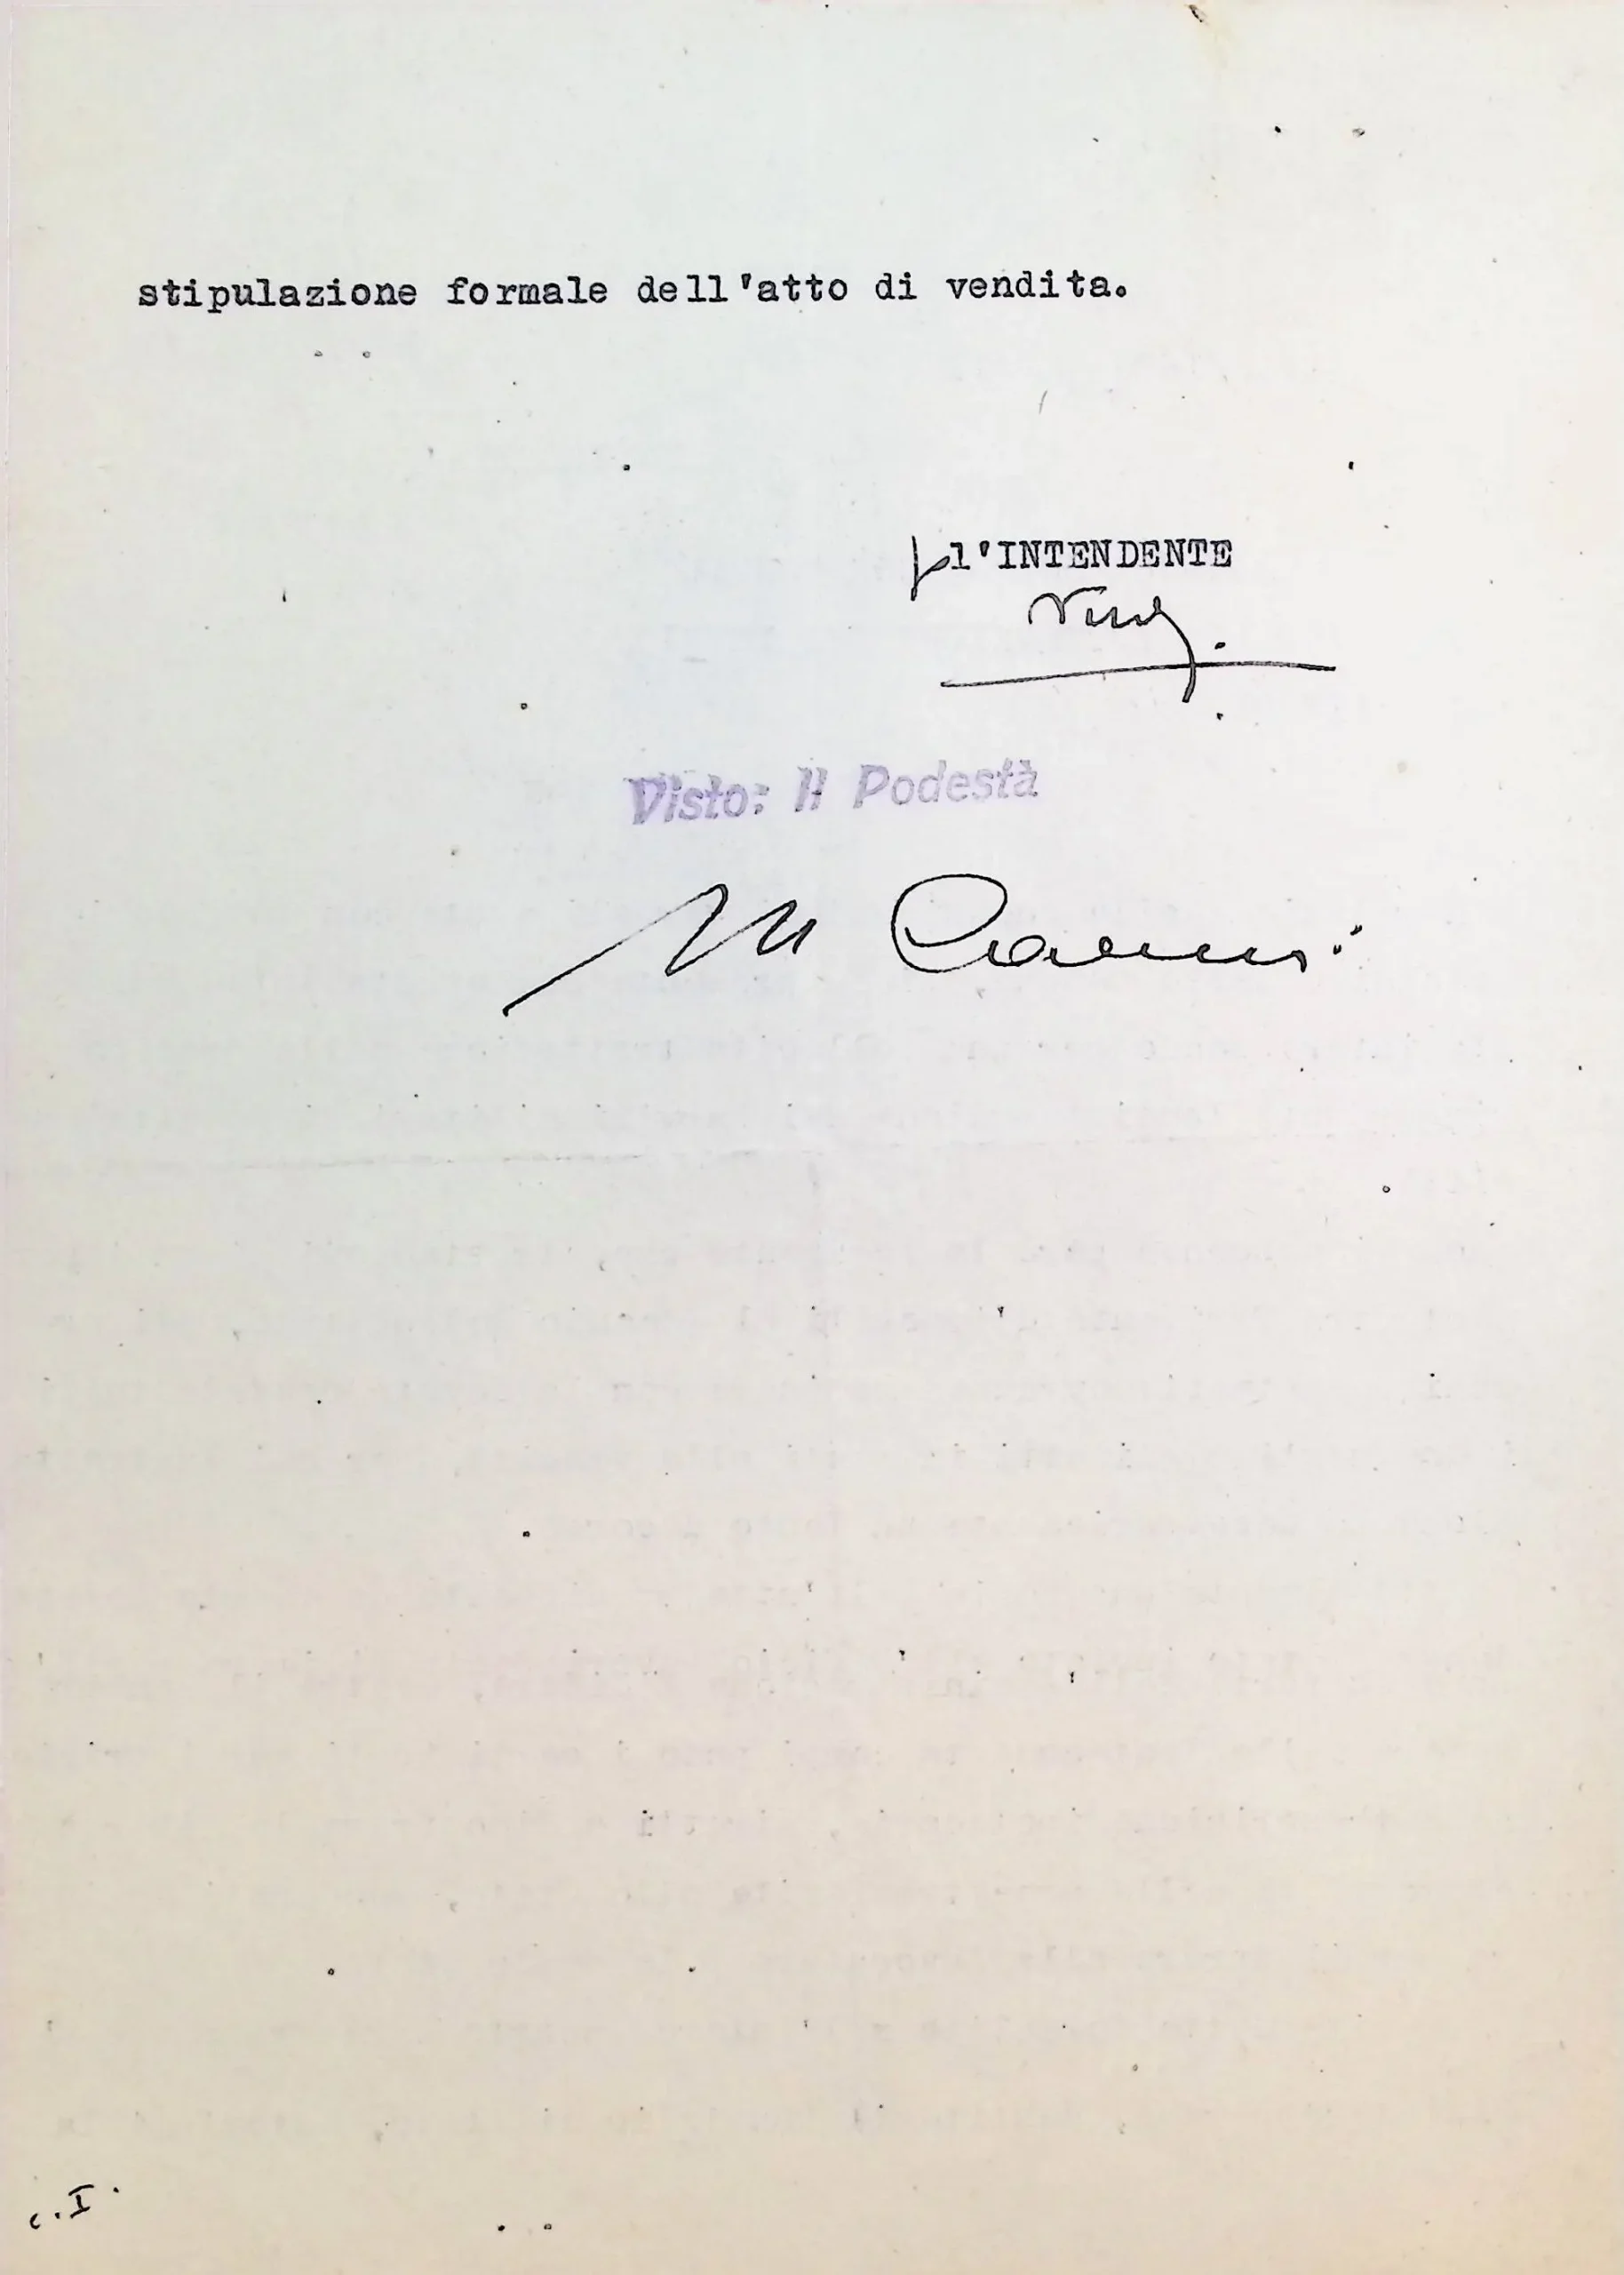 stipulazione formale dell'atto di vendita.
p l'INTENDENTE
Visto: Il Podestà